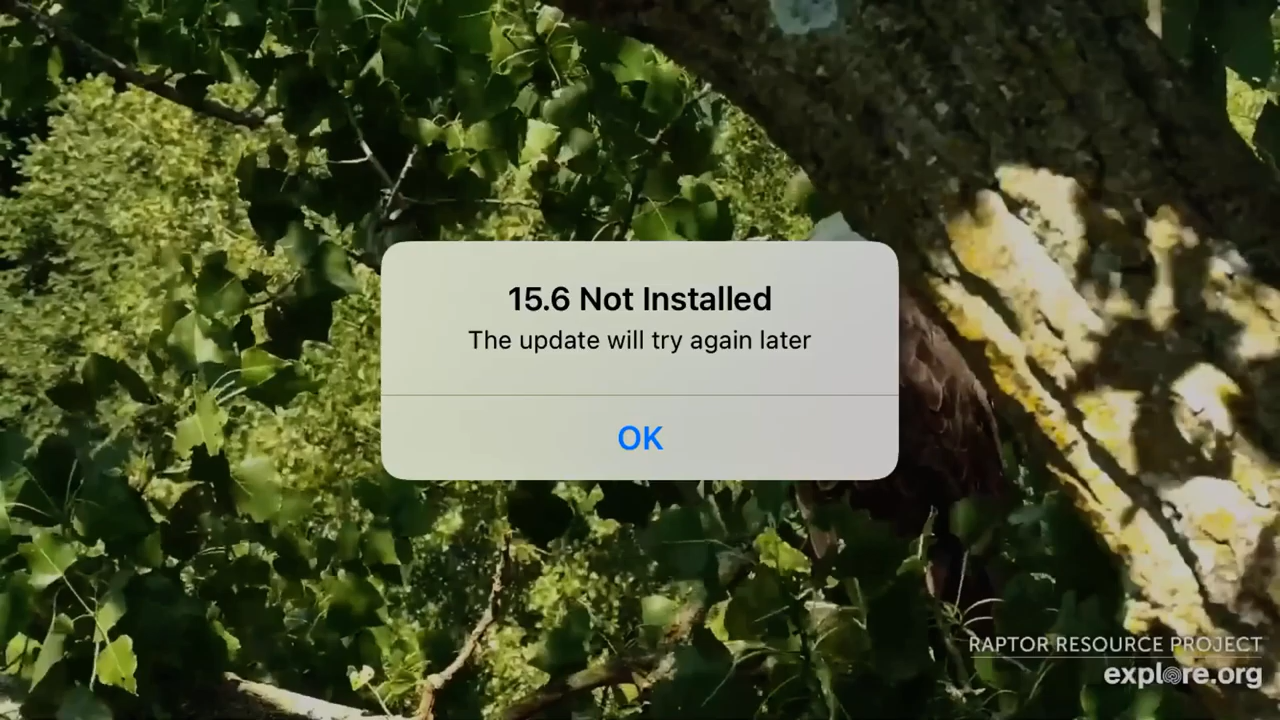 15.6 Not Installed
The update will try again later
OK
RAPTOR RESOURCE PROJECT
explore.org